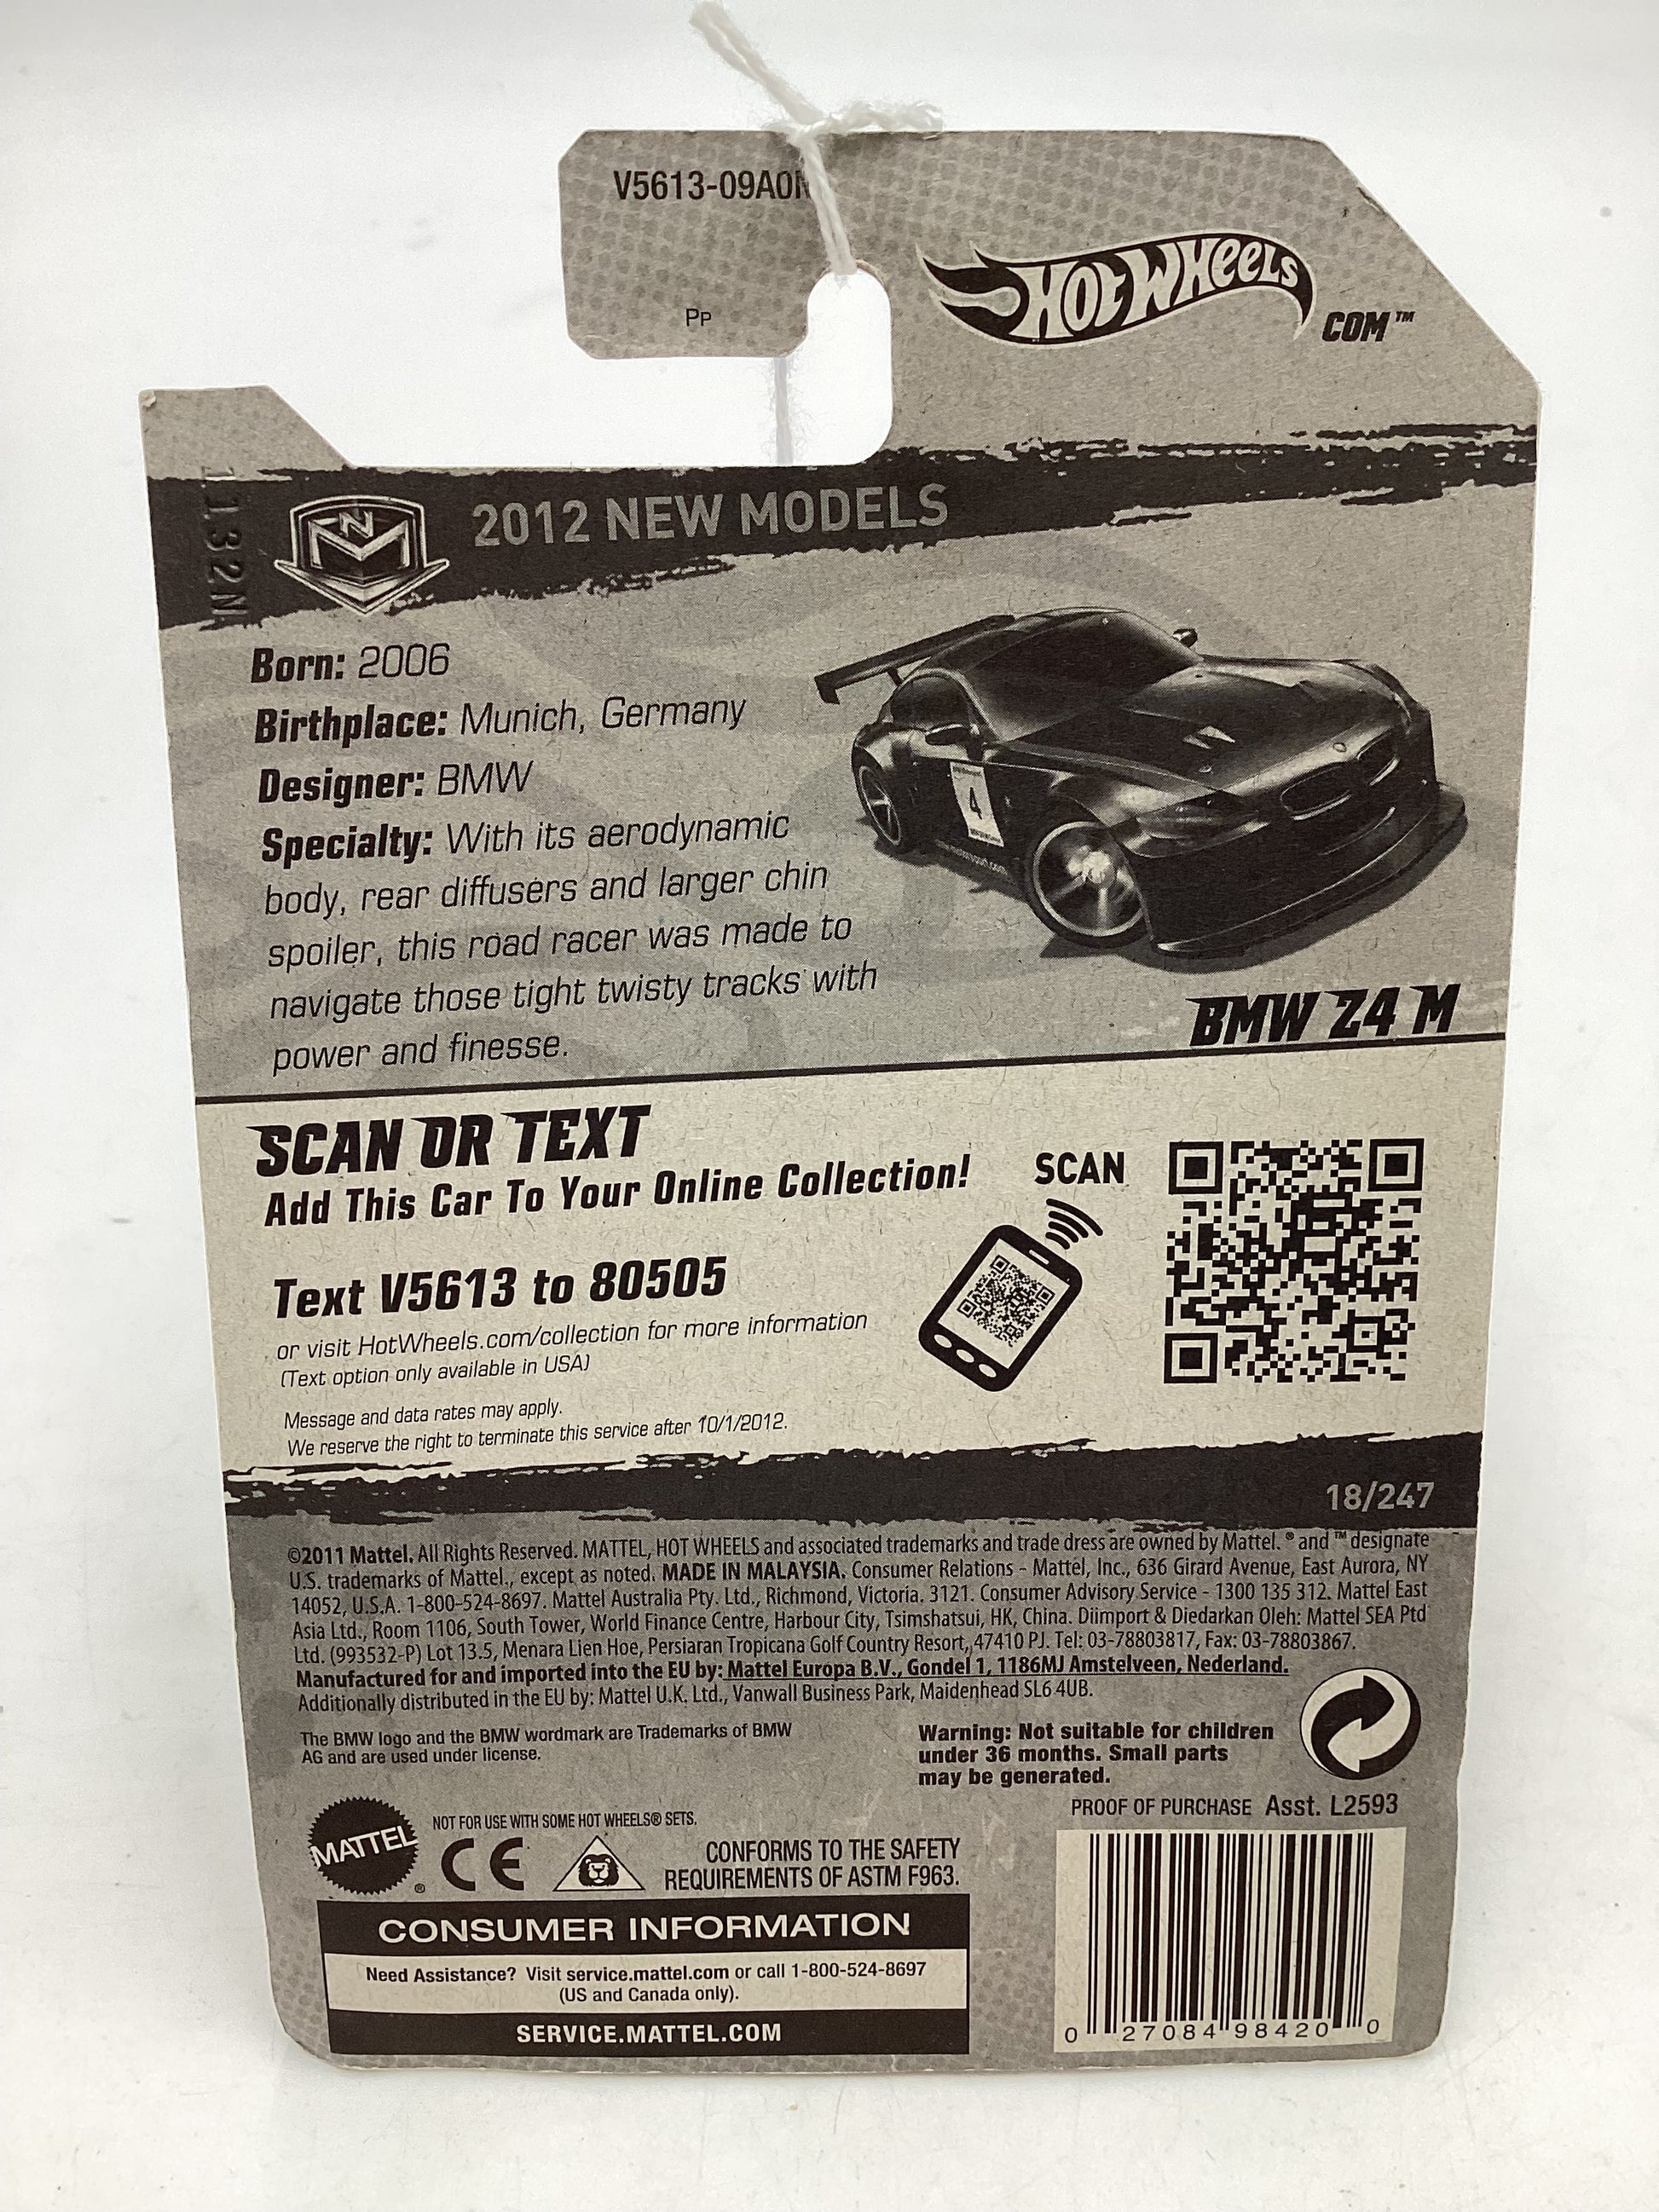 V5613-09A0
Pp
Hot Wheels
COM™
1132N
NM
2012 NEW MODELS
Born: 2006
Birthplace: Munich, Germany
Designer: BMW
Specialty: With its aerodynamic
body, rear diffusers and larger chin
spoiler, this road racer was made to
navigate those tight twisty tracks with
power and finesse.
4
BMW Z4 M
SCAN OR TEXT
Add This Car To Your Online Collection!
SCAN
Text V5613 to 80505
or visit HotWheels.com/collection for more information
(Text option only available in USA)
Message and data rates may apply.
We reserve the right to terminate this service after 10/1/2012.
18/247
©2011 Mattel. All Rights Reserved. MATTEL, HOT WHEELS and associated trademarks and trade dress are owned by Mattel. ® and ™ designate
U.S. trademarks of Mattel., except as noted. MADE IN MALAYSIA. Consumer Relations - Mattel, Inc., 636 Girard Avenue, East Aurora, NY
14052, U.S.A. 1-800-524-8697. Mattel Australia Pty. Ltd., Richmond, Victoria. 3121. Consumer Advisory Service - 1300 135 312. Mattel East
Asia Ltd., Room 1106, South Tower, World Finance Centre, Harbour City, Tsimshatsui, HK, China. Diimport & Diedarkan Oleh: Mattel SEA Ptd
Ltd. (993532-P) Lot 13.5, Menara Lien Hoe, Persiaran Tropicana Golf Country Resort, 47410 PJ. Tel: 03-78803817, Fax: 03-78803867.
Manufactured for and imported into the EU by: Mattel Europa B.V., Gondel 1, 1186MJ Amstelveen, Nederland.
Additionally distributed in the EU by: Mattel U.K. Ltd., Vanwall Business Park, Maidenhead SL6 4UB.
The BMW logo and the BMW wordmark are Trademarks of BMW
AG and are used under license.
Warning: Not suitable for children
under 36 months. Small parts
may be generated.
PROOF OF PURCHASE Asst. L2593
MATTEL®
NOT FOR USE WITH SOME HOT WHEELS® SETS.
CE
CONFORMS TO THE SAFETY
REQUIREMENTS OF ASTM F963.
CONSUMER INFORMATION
Need Assistance? Visit service.mattel.com or call 1-800-524-8697
(US and Canada only).
SERVICE.MATTEL.COM
0 27084 98420 0